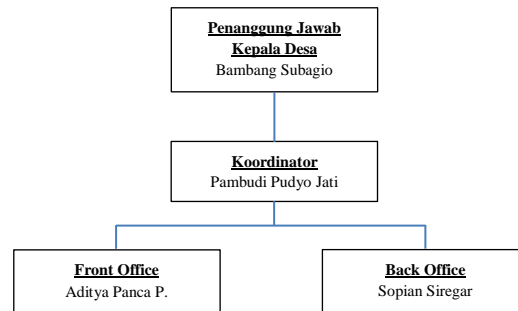 Penanggung Jawab
Kepala Desa
Bambang Subagio
Koordinator
Pambudi Pudyo Jati
Front Office
Aditya Panca P.
Back Office
Sopian Siregar